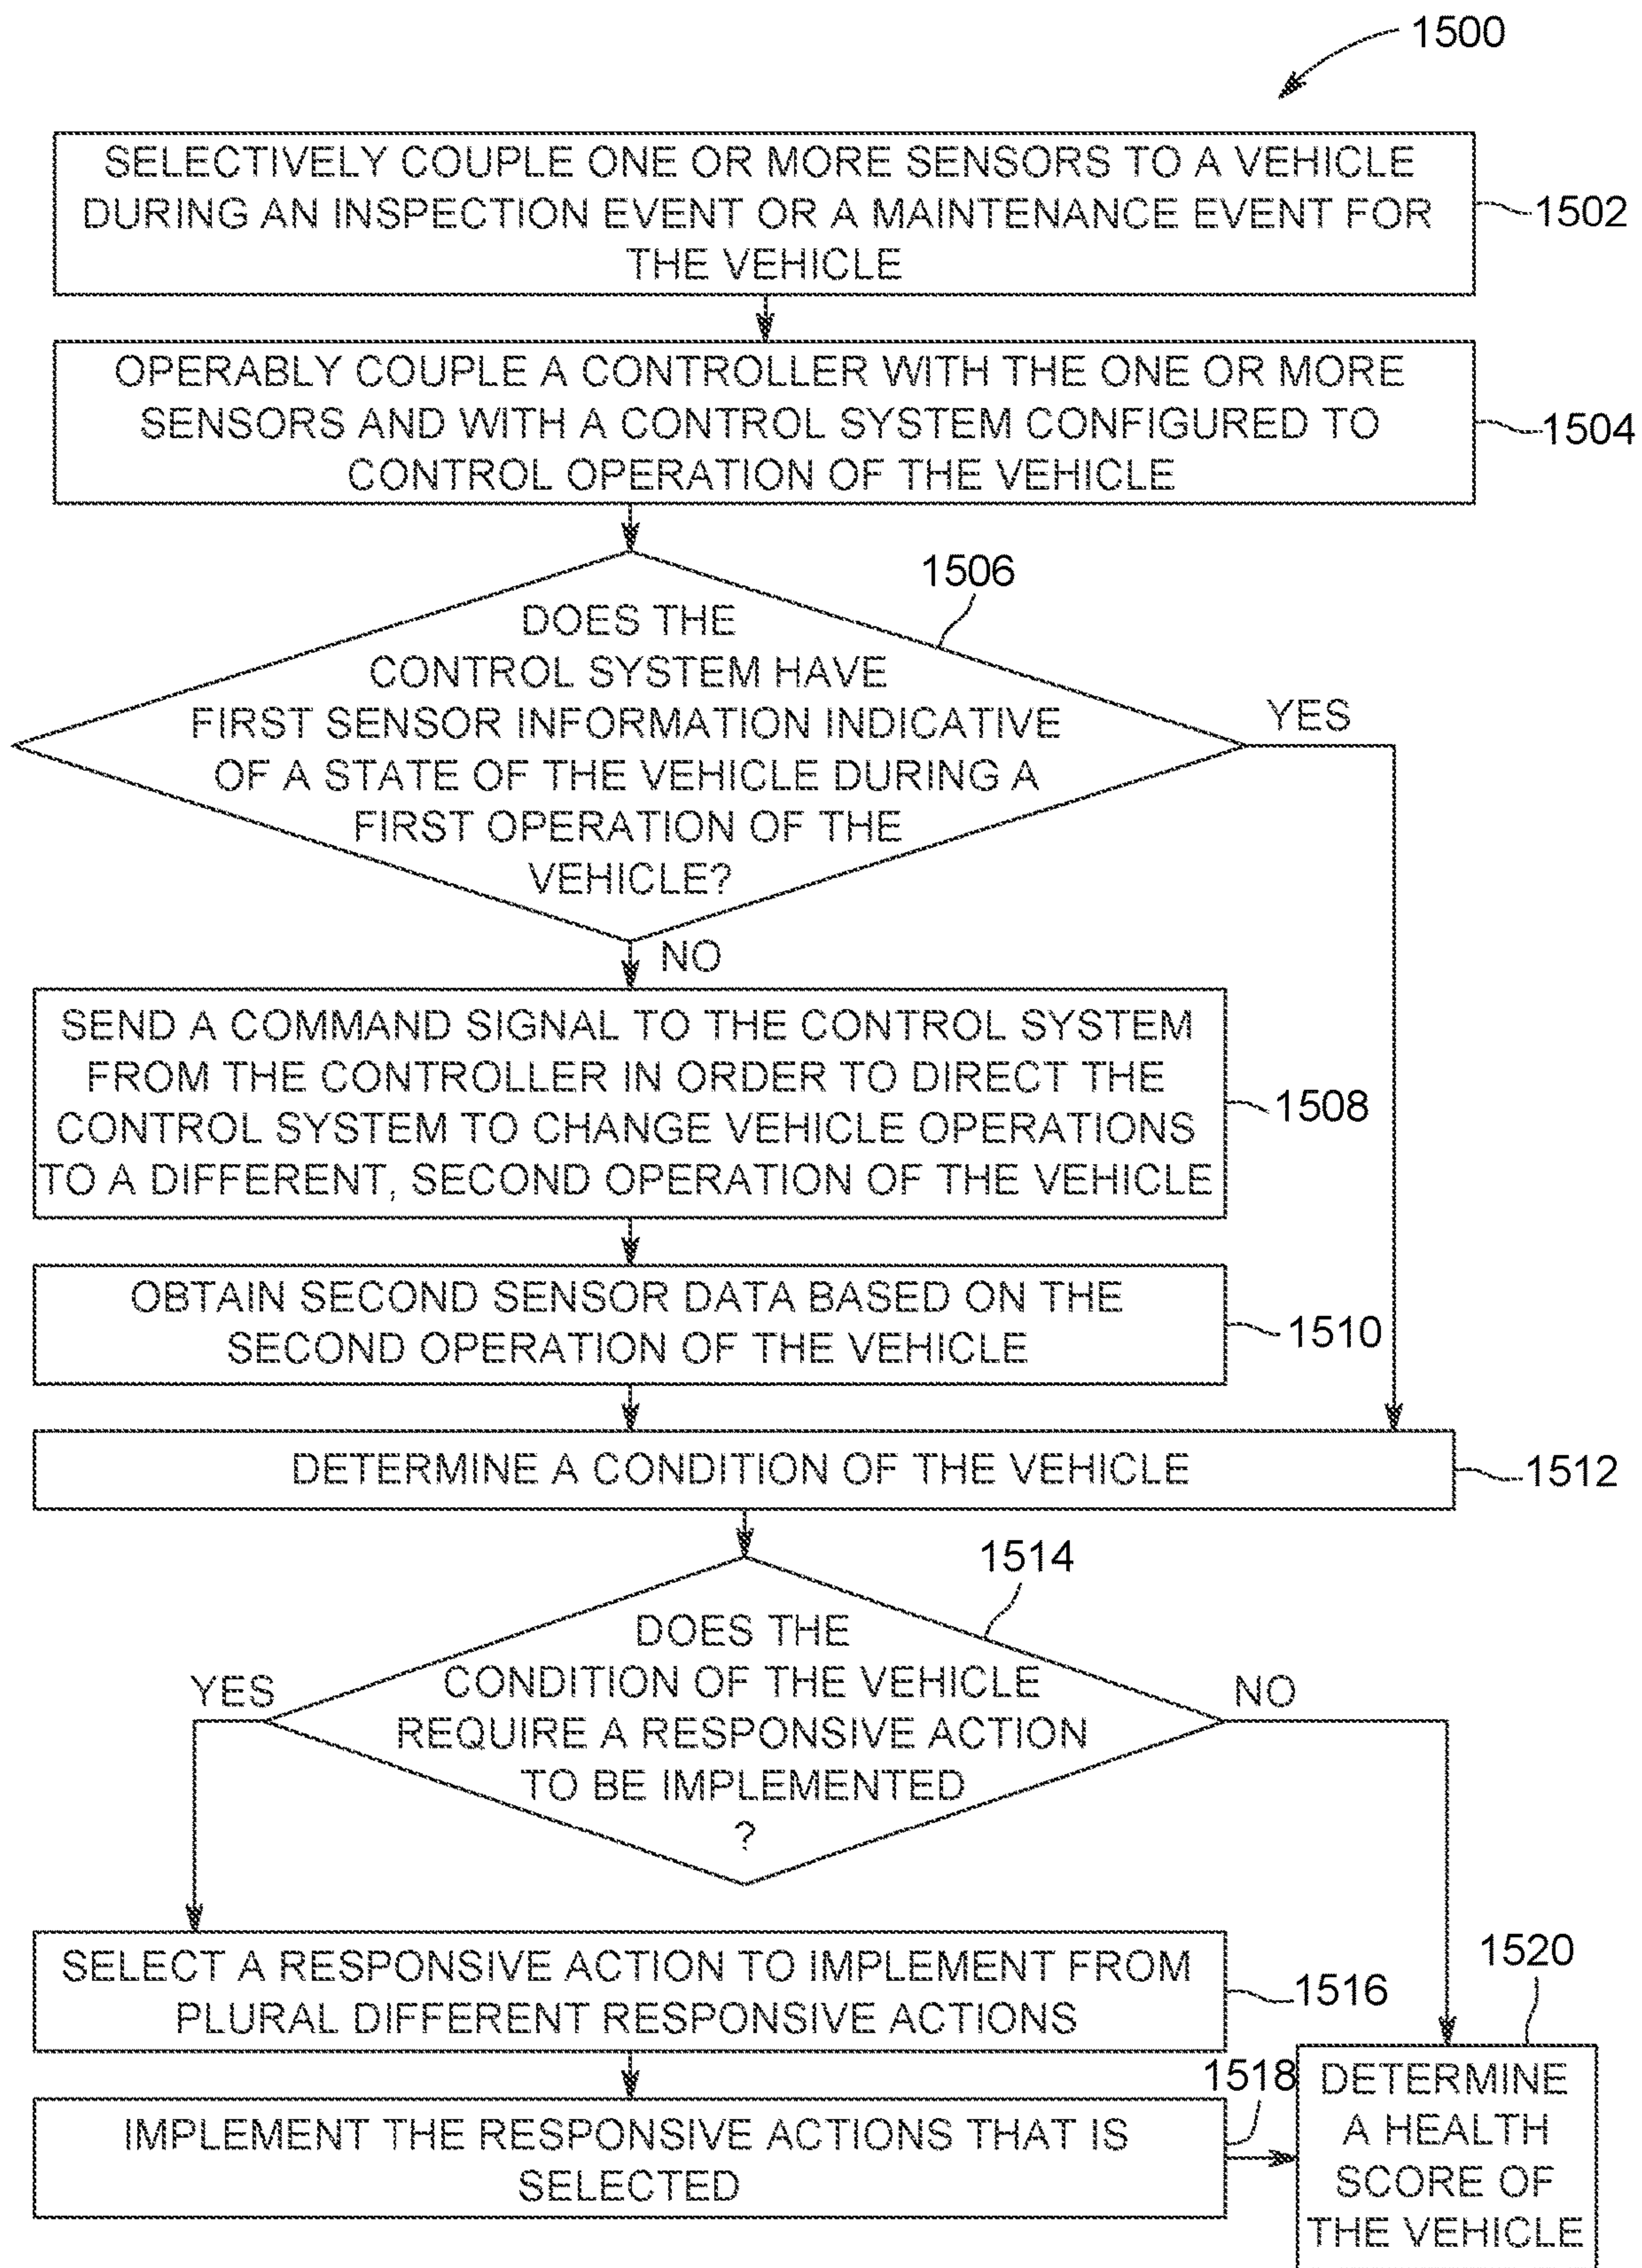 1500
SELECTIVELY COUPLE ONE OR MORE SENSORS TO A VEHICLE
DURING AN INSPECTION EVENT OR A MAINTENANCE EVENT FOR
THE VEHICLE
1502
OPERABLY COUPLE A CONTROLLER WITH THE ONE OR MORE
SENSORS AND WITH A CONTROL SYSTEM CONFIGURED TO
CONTROL OPERATION OF THE VEHICLE
1504
1506
DOES THE
CONTROL SYSTEM HAVE
FIRST SENSOR INFORMATION INDICATIVE
OF A STATE OF THE VEHICLE DURING A
FIRST OPERATION OF THE
VEHICLE?
YES
NO
SEND A COMMAND SIGNAL TO THE CONTROL SYSTEM
FROM THE CONTROLLER IN ORDER TO DIRECT THE
CONTROL SYSTEM TO CHANGE VEHICLE OPERATIONS
TO A DIFFERENT, SECOND OPERATION OF THE VEHICLE
1508
OBTAIN SECOND SENSOR DATA BASED ON THE
SECOND OPERATION OF THE VEHICLE
1510
DETERMINE A CONDITION OF THE VEHICLE
1512
1514
DOES THE
CONDITION OF THE VEHICLE
REQUIRE A RESPONSIVE ACTION
TO BE IMPLEMENTED
?
YES
NO
SELECT A RESPONSIVE ACTION TO IMPLEMENT FROM
PLURAL DIFFERENT RESPONSIVE ACTIONS
1516
IMPLEMENT THE RESPONSIVE ACTIONS THAT IS
SELECTED
1518
1520
DETERMINE
A HEALTH
SCORE OF
THE VEHICLE